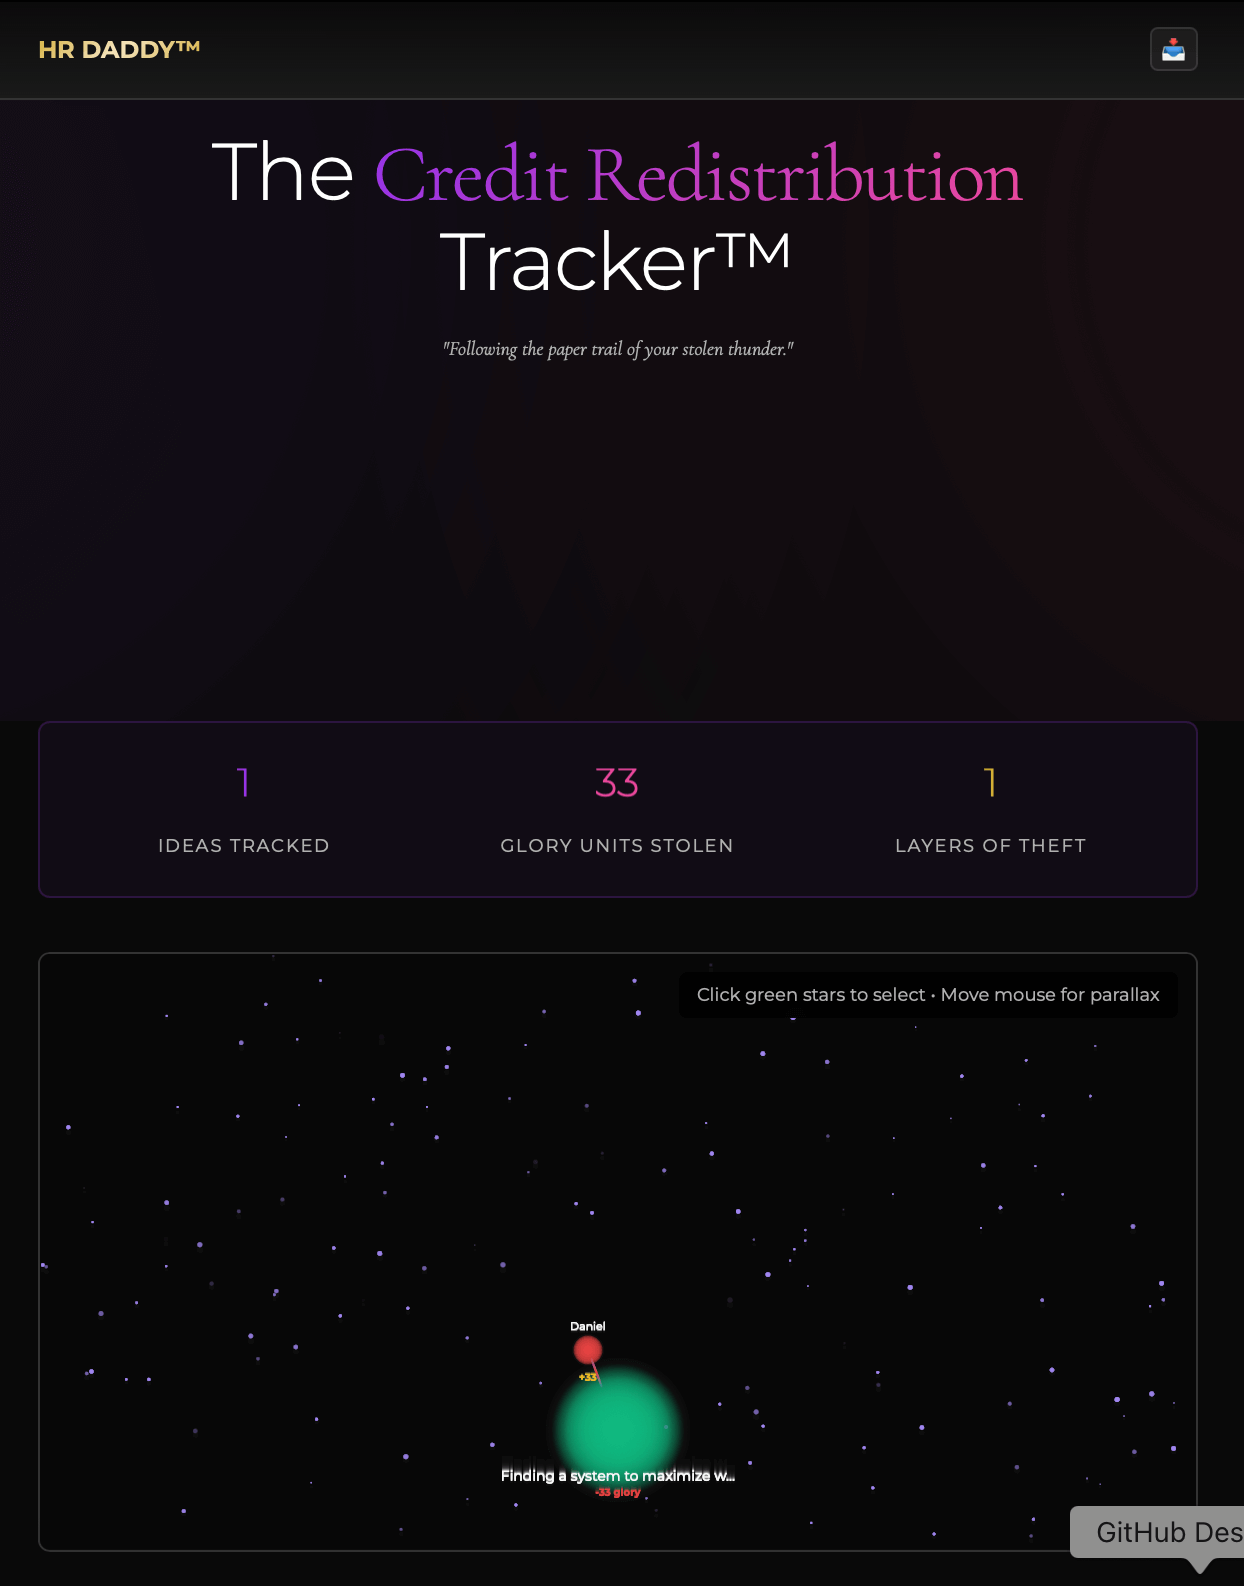 HR DADDY™
The Credit Redistribution
Tracker™
"Following the paper trail of your stolen thunder."
1
33
1
IDEAS TRACKED
GLORY UNITS STOLEN
LAYERS OF THEFT
Click green stars to select • Move mouse for parallax
Daniel
+33
Finding a system to maximize w...
-33 glory
GitHub Des